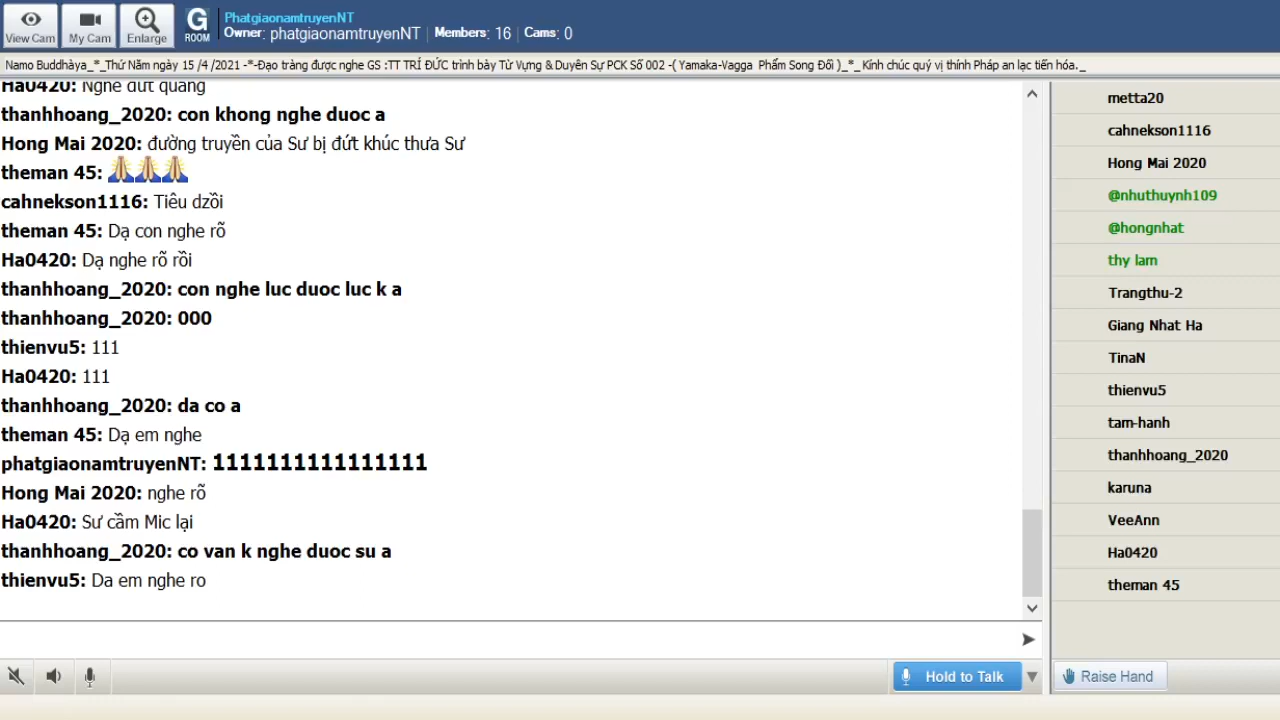 View Cam
My Cam
Enlarge
G
ROOM
PhatgiaonamtruyenNT
Owner: phatgiaonamtruyenNT Members: 16 Cams: 0
Namo Buddhàya_*_Thứ Năm ngày 15 /4 /2021 -*-Đạo tràng được nghe GS :TT TRÍ ĐỨC trình bày Từ Vựng & Duyên Sự PCK Số 002 -( Yamaka-Vagga Phẩm Song Đối )_*_ Kính chúc quý vị thính Pháp an lạc tiến hóa._
Ha0420: Nghe đứt quãng
thanhhoang_2020: con khong nghe duoc a
Hong Mai 2020: đường truyền của Sư bị đứt khúc thưa Sư
theman 45:
cahnekson1116: Tiêu dzồi
theman 45: Dạ con nghe rõ
Ha0420: Dạ nghe rõ rồi
thanhhoang_2020: con nghe luc duoc luc k a
thanhhoang_2020: 000
thienvu5: 111
Ha0420: 111
thanhhoang_2020: da co a
theman 45: Dạ em nghe
phatgiaonamtruyenNT: 1111111111111111
Hong Mai 2020: nghe rõ
Ha0420: Sư cầm Mic lại
thanhhoang_2020: co van k nghe duoc su a
thienvu5: Da em nghe ro
metta20
cahnekson1116
Hong Mai 2020
@nhuthuynh109
@hongnhat
thy lam
Trangthu-2
Giang Nhat Ha
TinaN
thienvu5
tam-hanh
thanhhoang_2020
karuna
VeeAnn
Ha0420
theman 45
Hold to Talk
Raise Hand